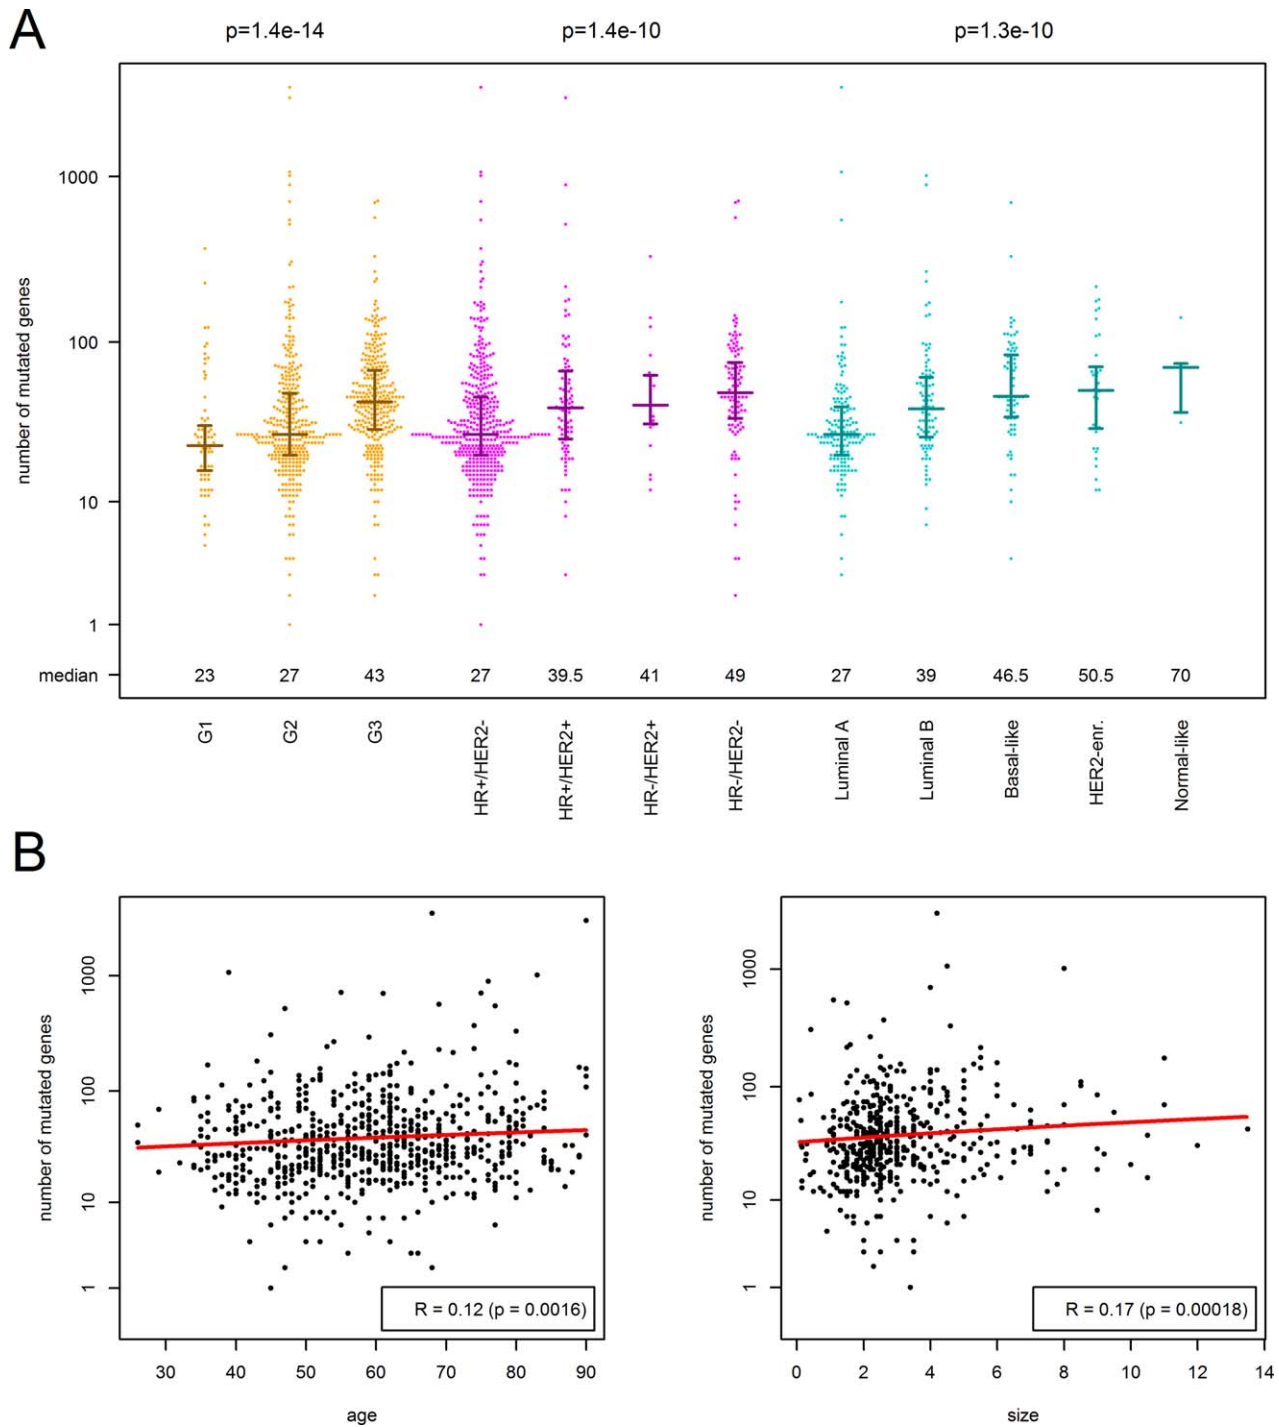 A
p=1.4e-14 p=1.4e-10 p=1.3e-10
number of mutated genes
1000
100
10
1
median 23 27 43 27 39.5 41 49 27 39 46.5 50.5 70
G1 G2 G3 HR+/HER2- HR+/HER2+ HR-/HER2+ HR-/HER2- Luminal A Luminal B Basal-like HER2-enr. Normal-like
B
number of mutated genes
1000
100
10
1
R = 0.12 (p = 0.0016)
30 40 50 60 70 80 90
age
number of mutated genes
1000
100
10
1
R = 0.17 (p = 0.00018)
0 2 4 6 8 10 12 14
size